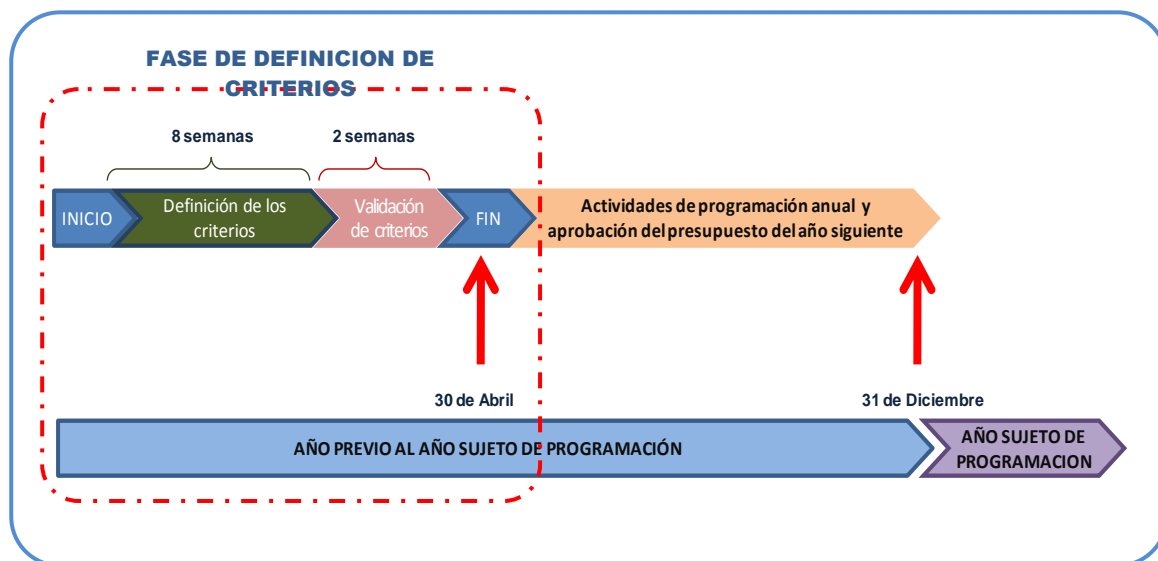 FASE DE DEFINICION DE
CRITERIOS
8 semanas
2 semanas
INICIO
Definición de los
criterios
Validación
de criterios
FIN
Actividades de programación anual y
aprobación del presupuesto del año siguiente
30 de Abril
31 de Diciembre
AÑO PREVIO AL AÑO SUJETO DE PROGRAMACIÓN
AÑO SUJETO DE
PROGRAMACION